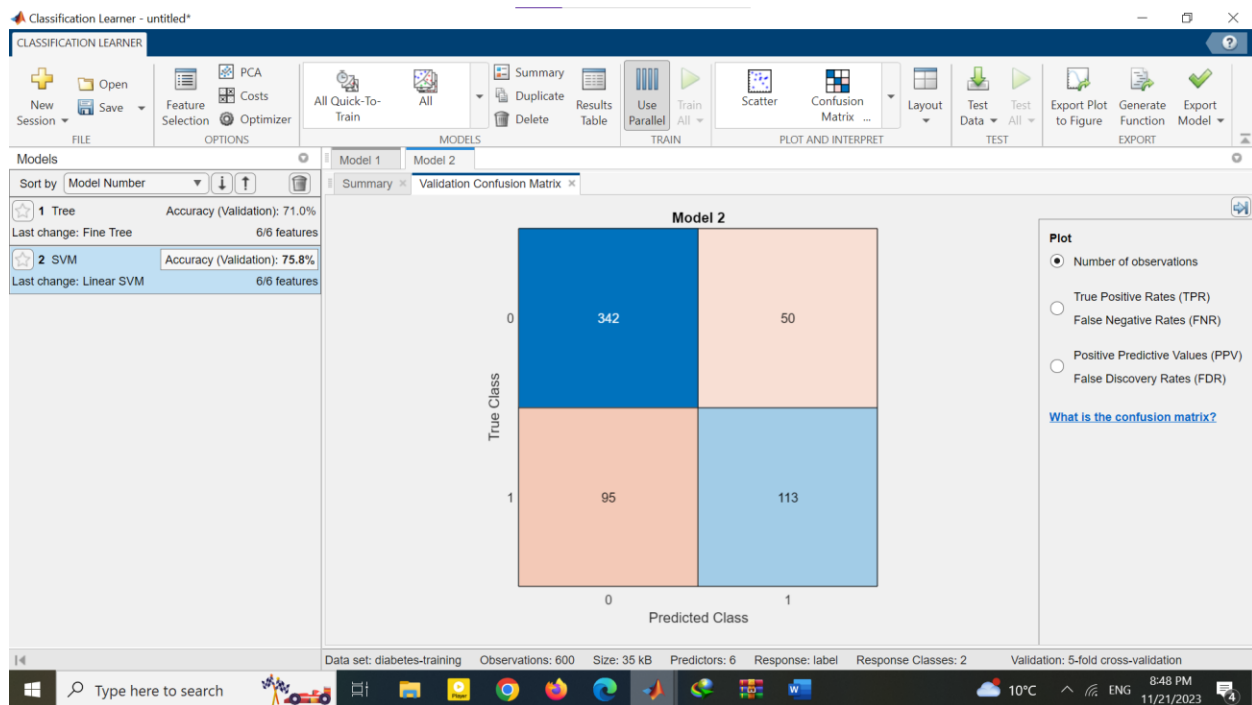 Classification Learner - untitled*
CLASSIFICATION LEARNER
?
New Session
Open
Save
FILE
Feature Selection
PCA
Costs
Optimizer
OPTIONS
All Quick-To-Train
All
Summary
Duplicate
Delete
MODELS
Results Table
Use Parallel
Train All
TRAIN
Scatter
Confusion Matrix ...
Layout
PLOT AND INTERPRET
Test Data
Test All
TEST
Export Plot to Figure
Generate Function
Export Model
EXPORT
Models
Sort by Model Number
1 Tree Accuracy (Validation): 71.0%
Last change: Fine Tree 6/6 features
2 SVM Accuracy (Validation): 75.8%
Last change: Linear SVM 6/6 features
Model 1 Model 2
Summary Validation Confusion Matrix
Model 2
True Class
0 342 50
1 95 113
0 1
Predicted Class
Plot
Number of observations
True Positive Rates (TPR)
False Negative Rates (FNR)
Positive Predictive Values (PPV)
False Discovery Rates (FDR)
What is the confusion matrix?
Data set: diabetes-training Observations: 600 Size: 35 kB Predictors: 6 Response: label Response Classes: 2 Validation: 5-fold cross-validation
Type here to search
Player
10°C ENG
8:48 PM
11/21/2023
4